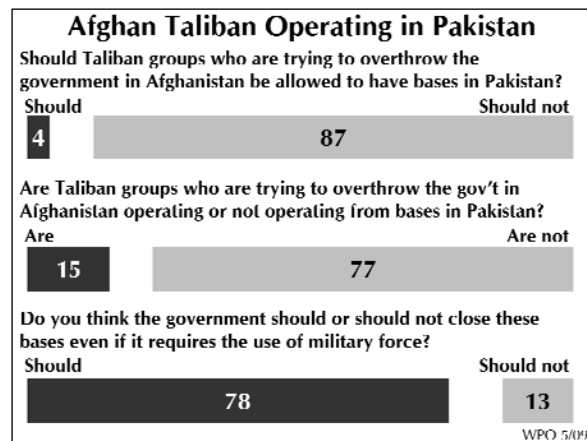 Afghan Taliban Operating in Pakistan
Should Taliban groups who are trying to overthrow the
government in Afghanistan be allowed to have bases in Pakistan?
Should Should not
4 87
Are Taliban groups who are trying to overthrow the gov't in
Afghanistan operating or not operating from bases in Pakistan?
Are Are not
15 77
Do you think the government should or should not close these
bases even if it requires the use of military force?
Should Should not
78 13
WPO 5/09